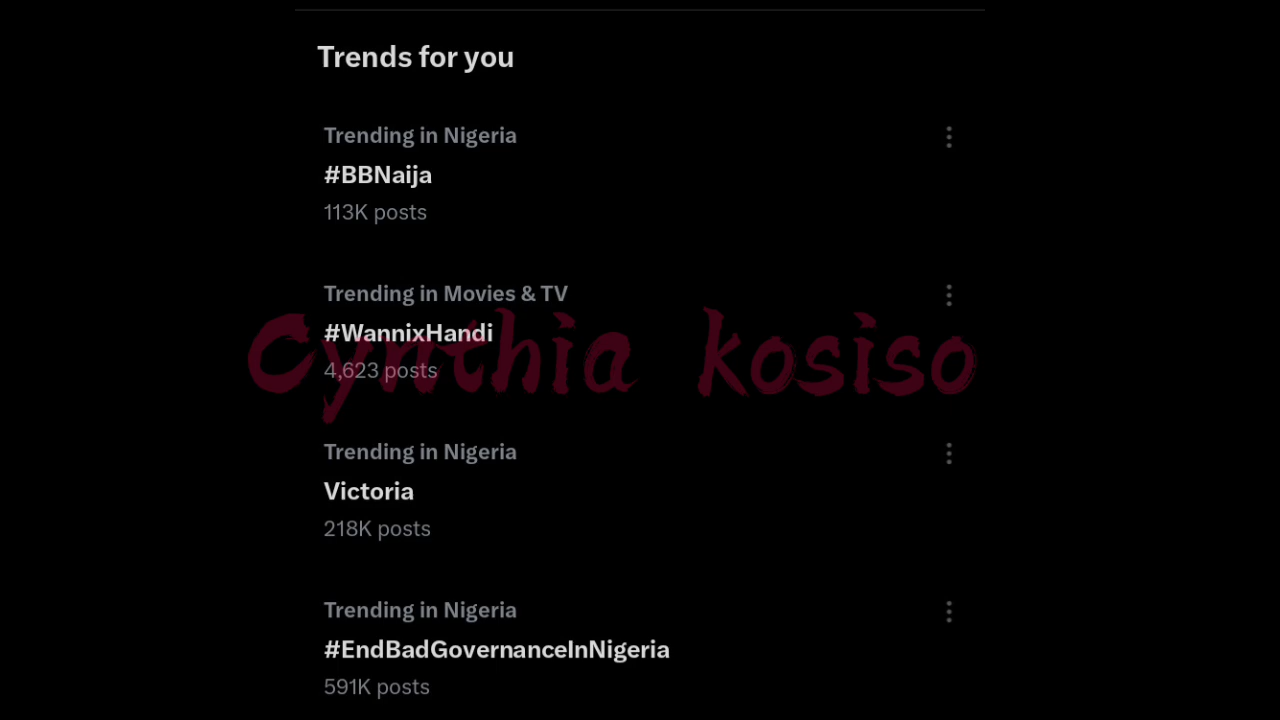 Trends for you
Trending in Nigeria
#BBNaija
113K posts
Trending in Movies & TV
#WannixHandi
4,623 posts
Cynthia kosiso
Trending in Nigeria
Victoria
218K posts
Trending in Nigeria
#EndBadGovernanceInNigeria
591K posts